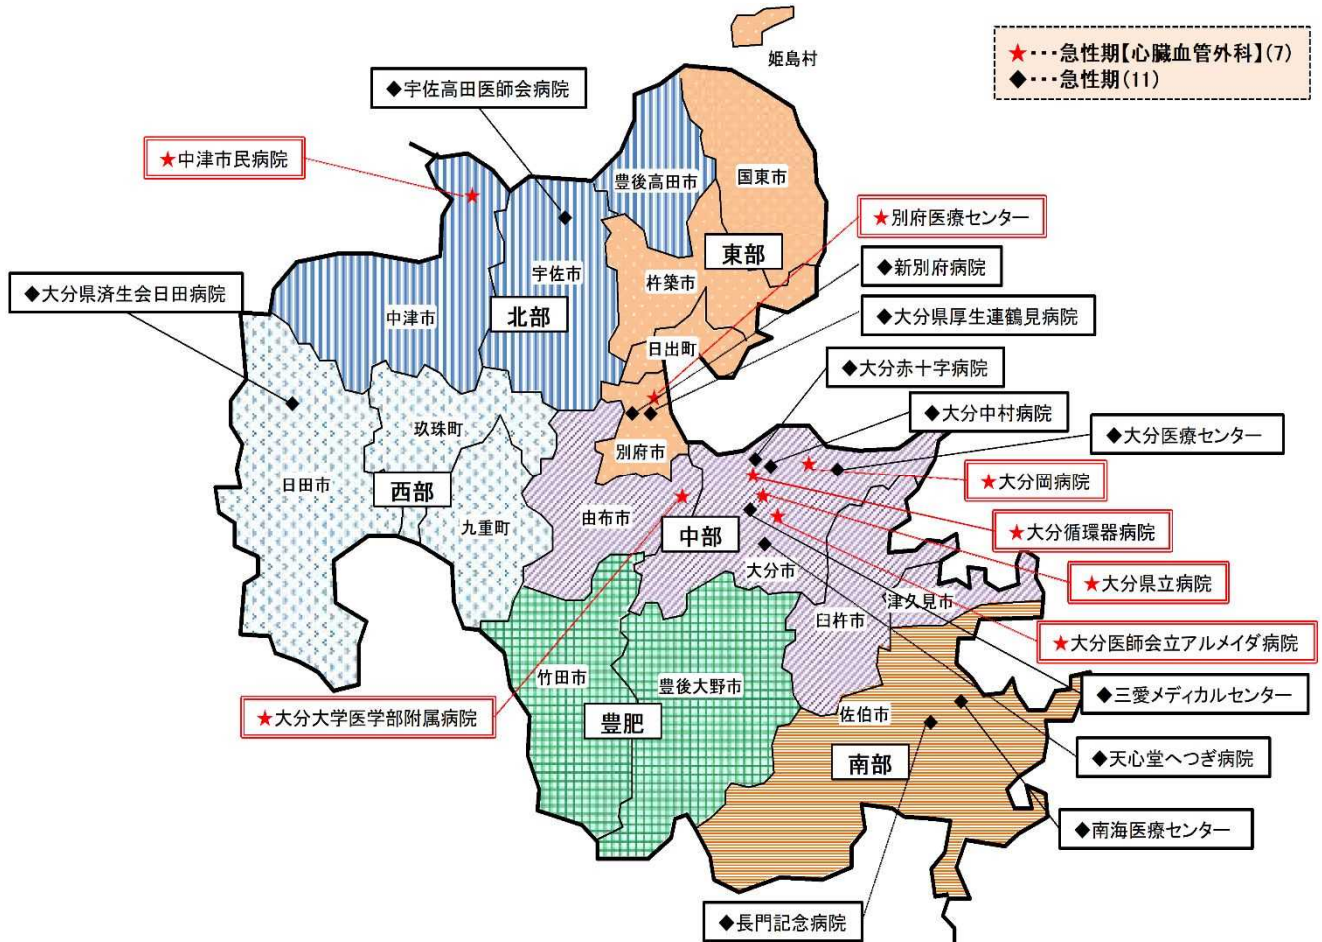 姫島村
★･･･急性期【心臓血管外科】(7)
◆･･･急性期(11)
◆宇佐高田医師会病院
★中津市民病院
豊後高田市
国東市
★別府医療センター
東部
◆新別府病院
宇佐市
杵築市
◆大分県済生会日田病院
中津市
北部
◆大分県厚生連鶴見病院
日出町
◆大分赤十字病院
◆大分中村病院
玖珠町
◆大分医療センター
別府市
日田市
西部
★大分岡病院
九重町
由布市
中部
★大分循環器病院
大分市
★大分県立病院
津久見市
臼杵市
★大分医師会立アルメイダ病院
竹田市
豊後大野市
◆三愛メディカルセンター
★大分大学医学部附属病院
豊肥
佐伯市
南部
◆天心堂へつぎ病院
◆南海医療センター
◆長門記念病院